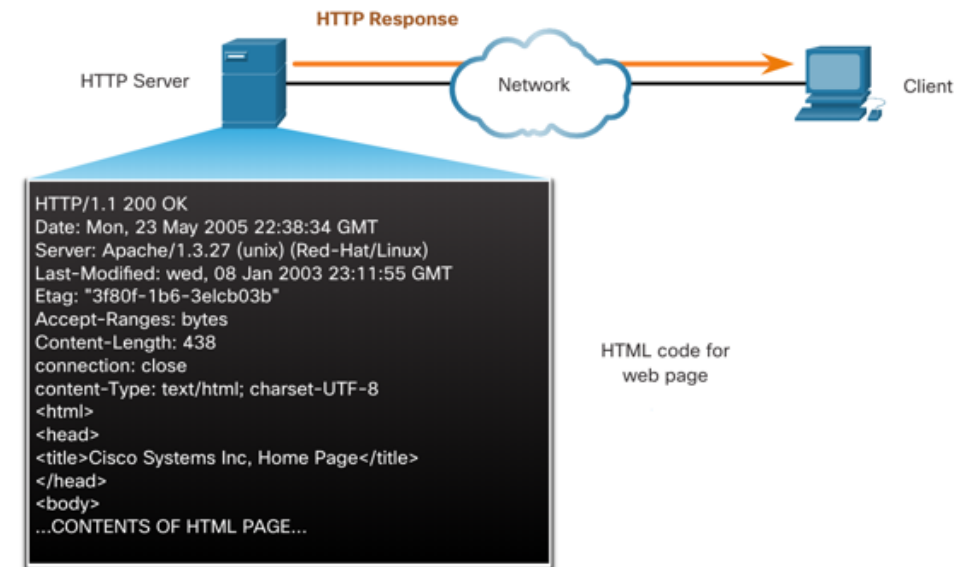 HTTP Response
HTTP Server
Network
Client
HTTP/1.1 200 OK
Date: Mon, 23 May 2005 22:38:34 GMT
Server: Apache/1.3.27 (unix) (Red-Hat/Linux)
Last-Modified: wed, 08 Jan 2003 23:11:55 GMT
Etag: "3f80f-1b6-3elcb03b"
Accept-Ranges: bytes
Content-Length: 438
connection: close
content-Type: text/html; charset-UTF-8
<html>
<head>
<title>Cisco Systems Inc, Home Page</title>
</head>
<body>
...CONTENTS OF HTML PAGE...
HTML code for
web page